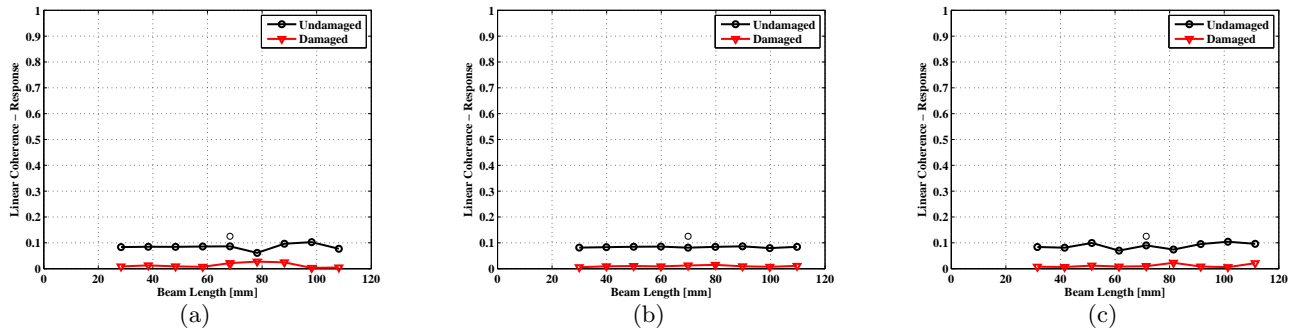 1
0.9
0.8
0.7
0.6
0.5
0.4
0.3
0.2
0.1
0
Linear Coherence – Response
Undamaged
Damaged
0 20 40 60 80 100 120
Beam Length [mm]
(a)
1
0.9
0.8
0.7
0.6
0.5
0.4
0.3
0.2
0.1
0
Linear Coherence – Response
Undamaged
Damaged
0 20 40 60 80 100 120
Beam Length [mm]
(b)
1
0.9
0.8
0.7
0.6
0.5
0.4
0.3
0.2
0.1
0
Linear Coherence – Response
Undamaged
Damaged
0 20 40 60 80 100 120
Beam Length [mm]
(c)